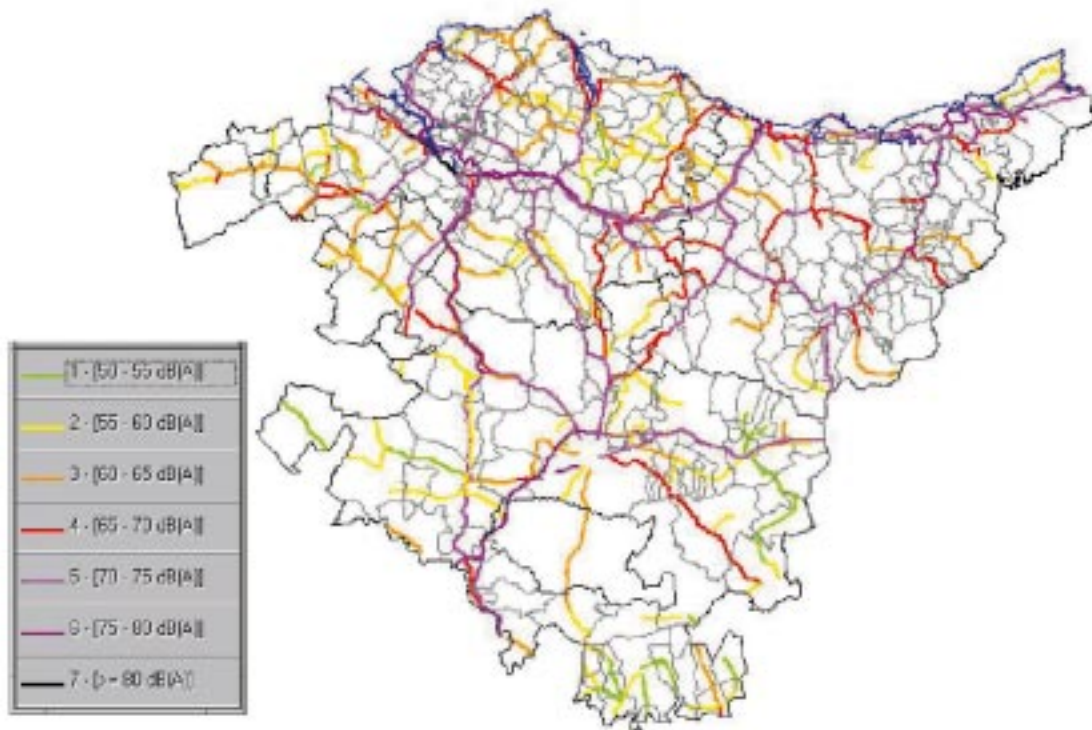 1 - [50 - 55 dB(A)]
2 - [55 - 60 dB(A)]
3 - [60 - 65 dB(A)]
4 - [65 - 70 dB(A)]
5 - [70 - 75 dB(A)]
6 - [75 - 80 dB(A)]
7 - [> = 80 dB(A)]